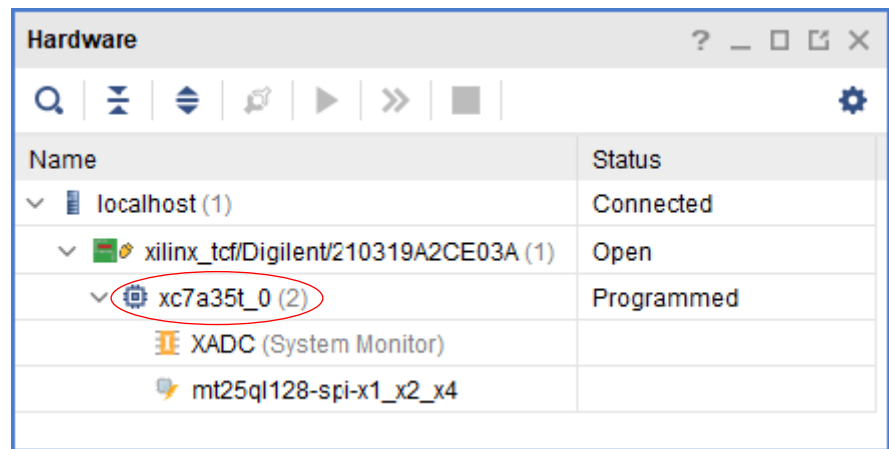 Hardware
Name Status
localhost (1) Connected
xilinx_tcf/Digilent/210319A2CE03A (1) Open
xc7a35t_0 (2) Programmed
XADC (System Monitor)
mt25ql128-spi-x1_x2_x4